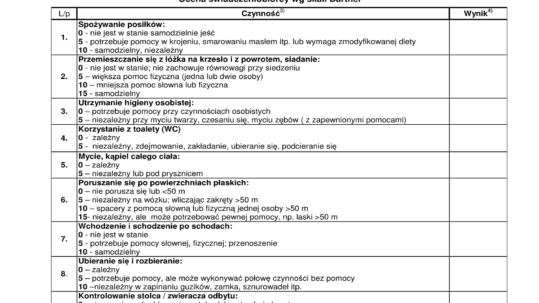 Ocena świadczeniobiorcy wg skali Barthel
L/p Czynność³⁾ Wynik⁴⁾
Spożywanie posiłków:
0 - nie jest w stanie samodzielnie jeść
1. 5 - potrzebuje pomocy w krojeniu, smarowaniu masłem itp. lub wymaga zmodyfikowanej diety
10 - samodzielny, niezależny
Przemieszczanie się z łóżka na krzesło i z powrotem, siadanie:
0 - nie jest w stanie; nie zachowuje równowagi przy siedzeniu
2. 5 – większa pomoc fizyczna (jedna lub dwie osoby)
10 – mniejsza pomoc słowna lub fizyczna
15 - samodzielny
Utrzymanie higieny osobistej:
3. 0 – potrzebuje pomocy przy czynnościach osobistych
5 – niezależny przy myciu twarzy, czesaniu się, myciu zębów ( z zapewnionymi pomocami)
Korzystanie z toalety (WC)
4. 0 - zależny
5 - niezależny, zdejmowanie, zakładanie, ubieranie się, podcieranie się
Mycie, kąpiel całego ciała:
5. 0 – zależny
5 – niezależny lub pod prysznicem
Poruszanie się po powierzchniach płaskich:
0 – nie porusza się lub <50 m
6. 5 – niezależny na wózku; wliczając zakręty >50 m
10 – spacery z pomocą słowną lub fizyczną jednej osoby >50 m
15- niezależny, ale może potrzebować pewnej pomocy, np. laski >50 m
Wchodzenie i schodzenie po schodach:
0 - nie jest w stanie
7. 5 - potrzebuje pomocy słownej, fizycznej; przenoszenie
10 - samodzielny
Ubieranie się i rozbieranie:
0 – zależny
8. 5 – potrzebuje pomocy, ale może wykonywać połowę czynności bez pomocy
10 –niezależny w zapinaniu guzików, zamka, sznurowadeł itp.
Kontrolowanie stolca / zwieracza odbytu: